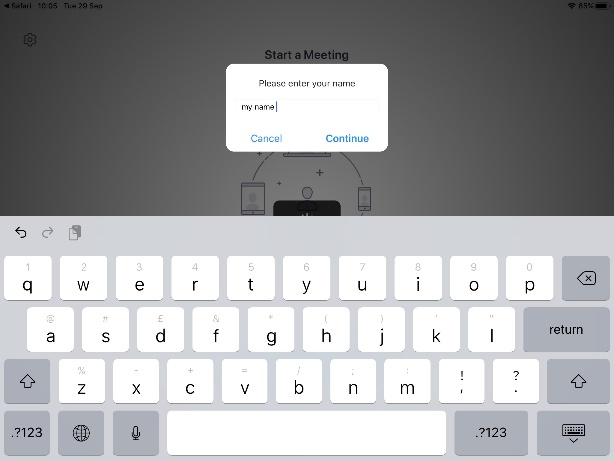 Safari 10:05 Tue 29 Sep 85%
Start a Meeting
Please enter your name
my name
Cancel Continue
1 2 3 4 5 6 7 8 9 0
q w e r t y u i o p
@ # £ & * ( ) ' "
a s d f g h j k l return
% - + = / ; : ! ?
z x c v b n m , .
.?123 .?123